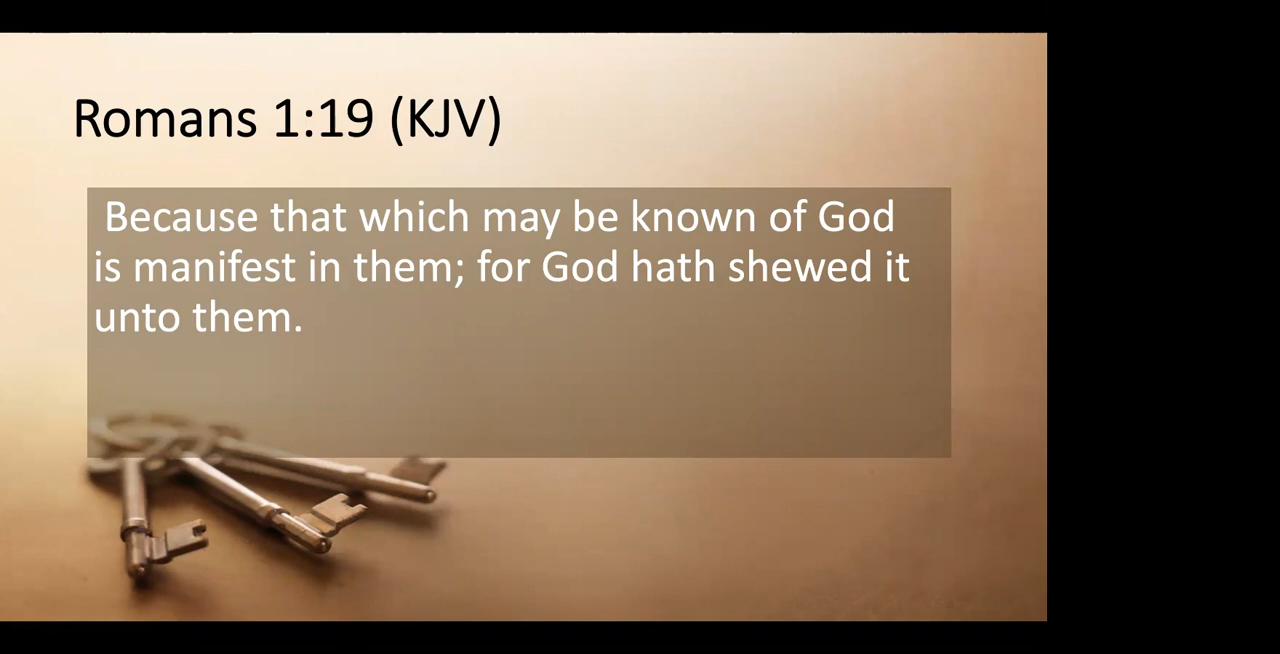 Romans 1:19 (KJV)
Because that which may be known of God
is manifest in them; for God hath shewed it
unto them.